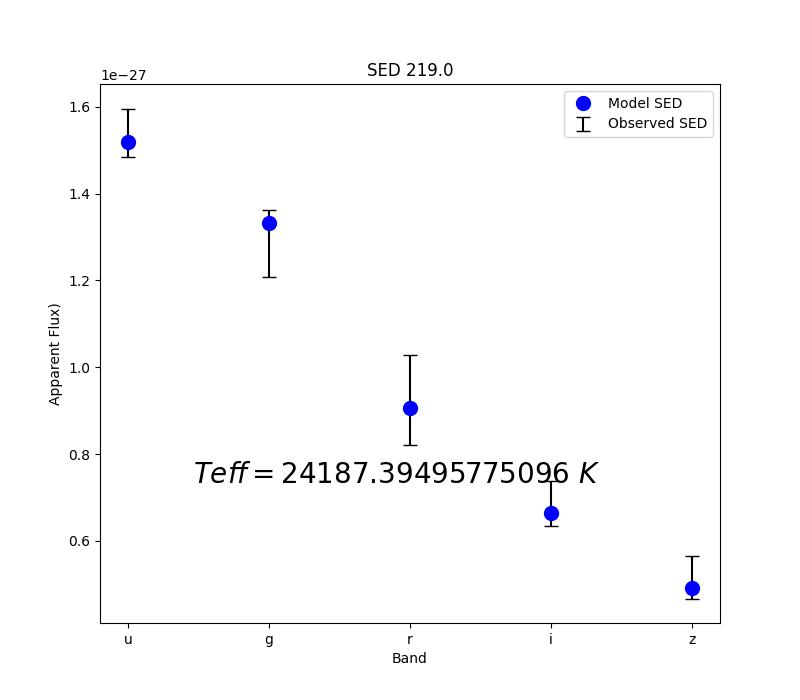 SED 219.0
1e−27
Model SED
Observed SED
1.6
1.4
1.2
1.0
0.8
0.6
Apparent Flux)
Teff = 24187.39495775096 K
u g r i z
Band